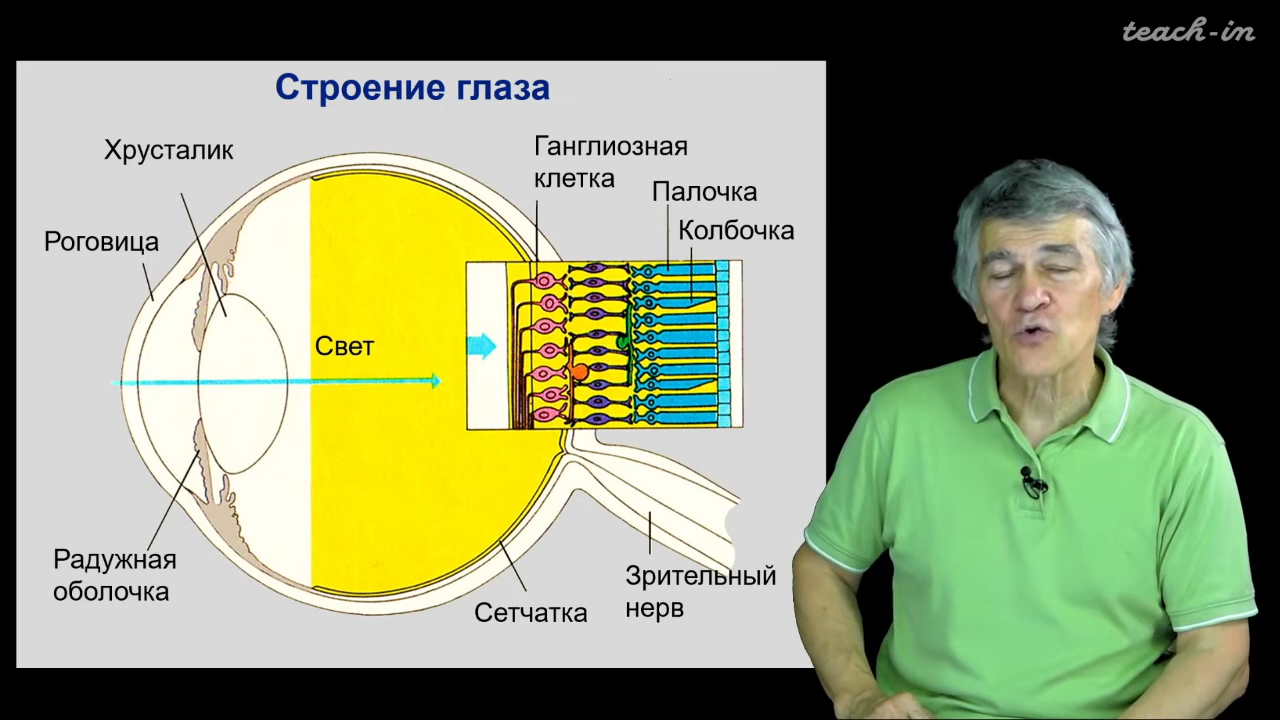 teach-in
Строение глаза
Хрусталик
Ганглиозная
клетка
Палочка
Колбочка
Роговица
Свет
Радужная
оболочка
Сетчатка
Зрительный
нерв